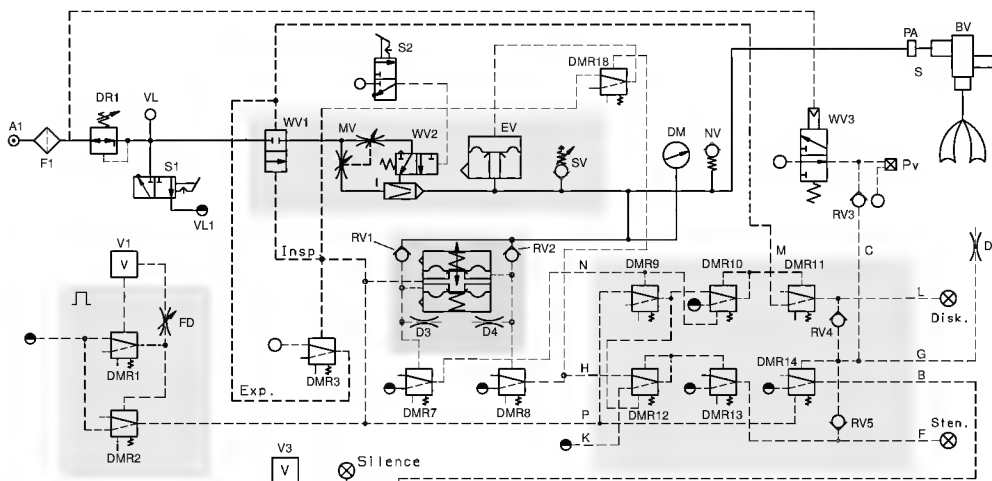 S2
PA
BV
DMR18
S
DR1
VL
WV1
MV
WV2
EV
DM
NV
WV3
A1
F1
S1
SV
Pv
I
VL1
RV3
V1
Insp.
RV1
RV2
N
M
C
D
V
DMR9
DMR10
DMR11
L
FD
Disk.
D3
D4
RV4
DMR14
G
DMR1
DMR3
H
B
Exp.
DMR7
DMR8
DMR12
DMR13
P
RV5
F
Sten.
DMR2
K
V3
Silence
V